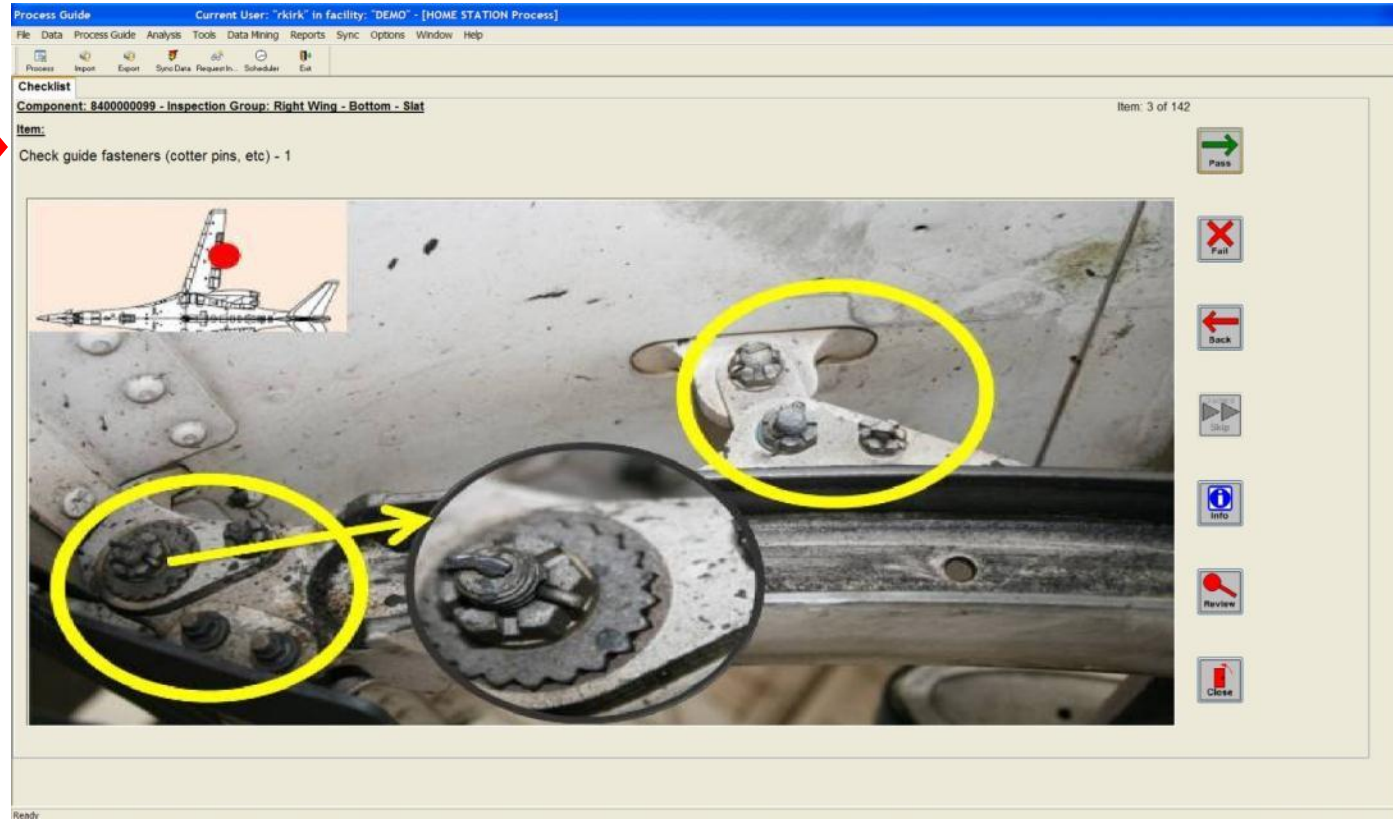 Process Guide Current User: "rkirk" in facility: "DEMO" - [HOME STATION Process]
File Data Process Guide Analysis Tools Data Mining Reports Sync Options Window Help
Process Import Export Sync Data Request In... Scheduler Exit
Checklist
Component: 8400000099 - Inspection Group: Right Wing - Bottom - Slat
Item: 3 of 142
Item:
Check guide fasteners (cotter pins, etc) - 1
Pass
Fail
Back
Skip
Info
Review
Close
Ready